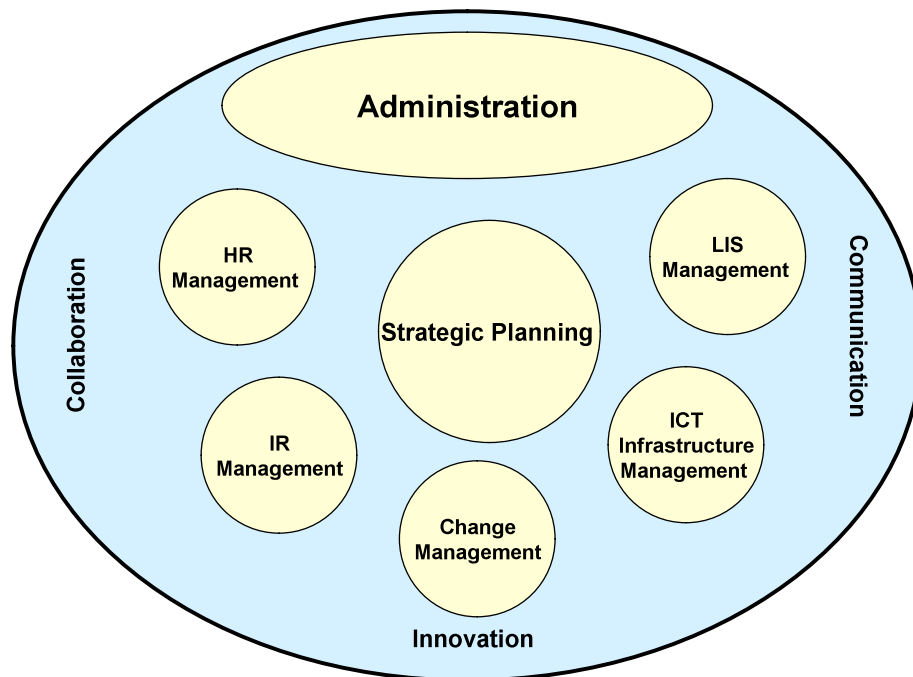 Administration
HR
Management
LIS
Management
Collaboration
Communication
Strategic Planning
IR
Management
ICT
Infrastructure
Management
Change
Management
Innovation